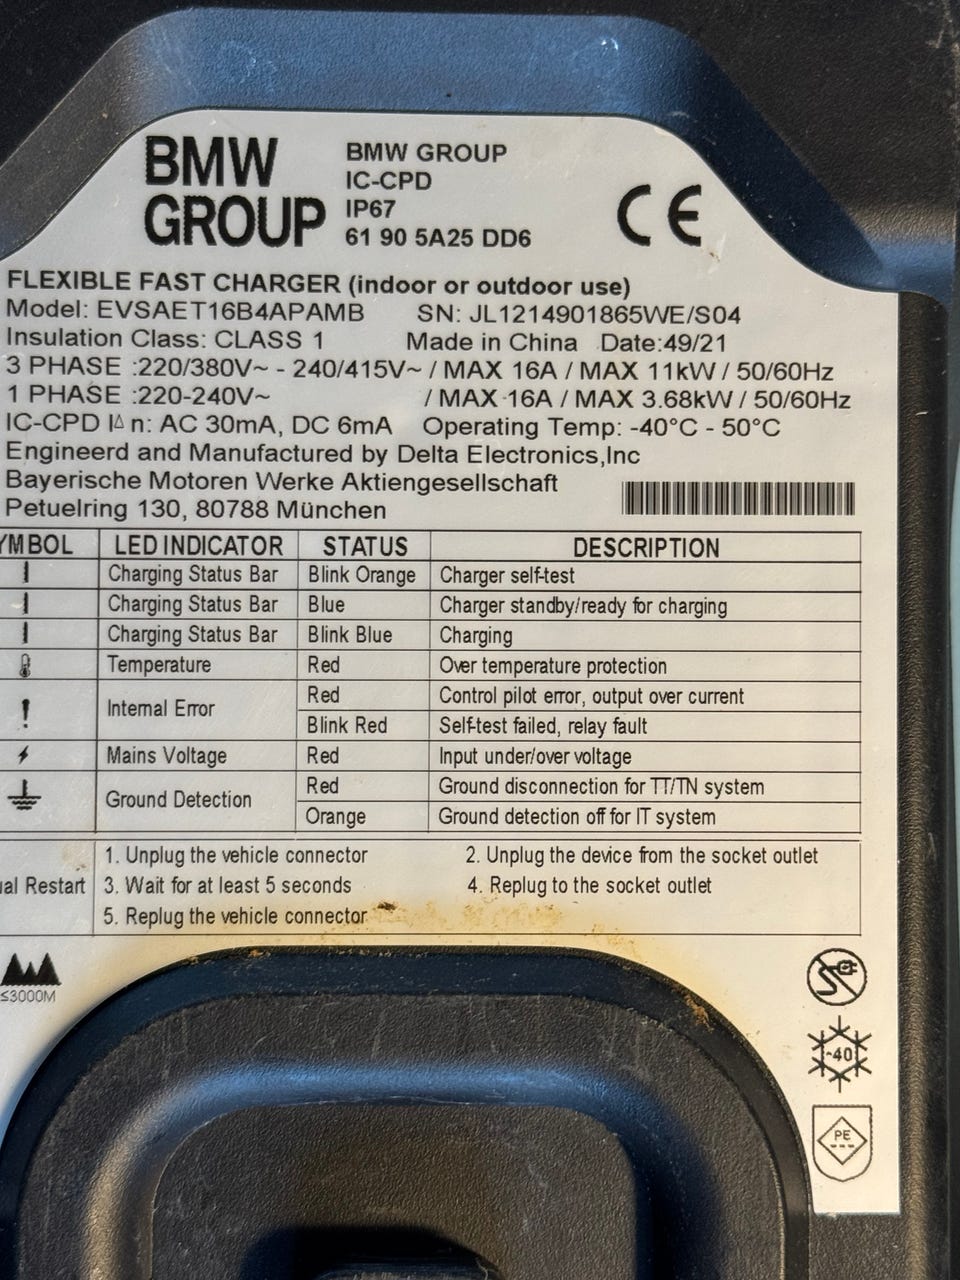 BMW GROUP
BMW GROUP
IC-CPD
IP67
61 90 5A25 DD6
CE
FLEXIBLE FAST CHARGER (indoor or outdoor use)
Model: EVSAET16B4APAMB SN: JL1214901865WE/S04
Insulation Class: CLASS 1 Made in China Date:49/21
3 PHASE :220/380V~ - 240/415V~ / MAX 16A / MAX 11kW / 50/60Hz
1 PHASE :220-240V~ / MAX 16A / MAX 3.68kW / 50/60Hz
IC-CPD I△n: AC 30mA, DC 6mA Operating Temp: -40°C - 50°C
Engineerd and Manufactured by Delta Electronics,Inc
Bayerische Motoren Werke Aktiengesellschaft
Petuelring 130, 80788 München
YMBOL LED INDICATOR STATUS DESCRIPTION
Charging Status Bar Blink Orange Charger self-test
Charging Status Bar Blue Charger standby/ready for charging
Charging Status Bar Blink Blue Charging
Temperature Red Over temperature protection
! Internal Error Red Control pilot error, output over current
Blink Red Self-test failed, relay fault
Mains Voltage Red Input under/over voltage
Ground Detection Red Ground disconnection for TT/TN system
Orange Ground detection off for IT system
ual Restart
1. Unplug the vehicle connector 2. Unplug the device from the socket outlet
3. Wait for at least 5 seconds 4. Replug to the socket outlet
5. Replug the vehicle connector
≤3000M
-40
PE